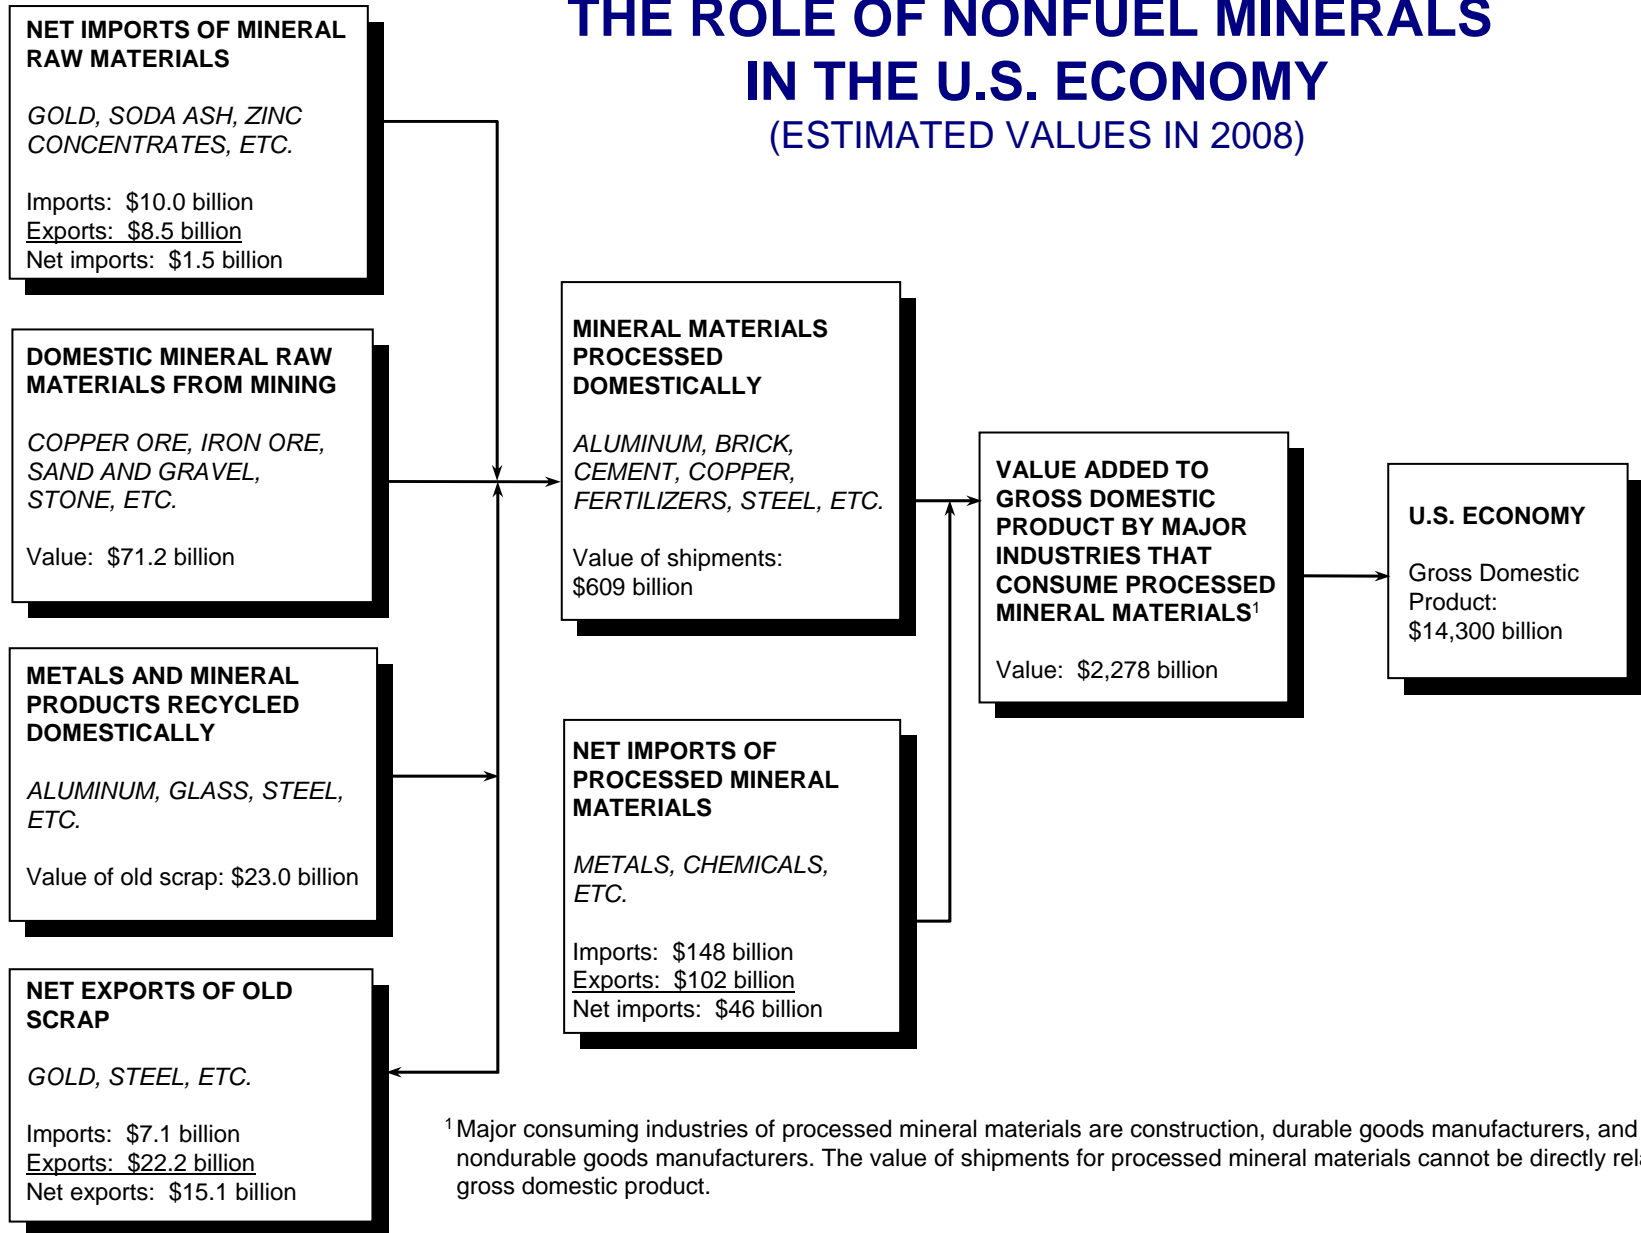 THE ROLE OF NONFUEL MINERALS
IN THE U.S. ECONOMY
(ESTIMATED VALUES IN 2008)
NET IMPORTS OF MINERAL
RAW MATERIALS
GOLD, SODA ASH, ZINC
CONCENTRATES, ETC.
Imports: $10.0 billion
Exports: $8.5 billion
Net imports: $1.5 billion
DOMESTIC MINERAL RAW
MATERIALS FROM MINING
COPPER ORE, IRON ORE,
SAND AND GRAVEL,
STONE, ETC.
Value: $71.2 billion
METALS AND MINERAL
PRODUCTS RECYCLED
DOMESTICALLY
ALUMINUM, GLASS, STEEL,
ETC.
Value of old scrap: $23.0 billion
NET EXPORTS OF OLD
SCRAP
GOLD, STEEL, ETC.
Imports: $7.1 billion
Exports: $22.2 billion
Net exports: $15.1 billion
MINERAL MATERIALS
PROCESSED
DOMESTICALLY
ALUMINUM, BRICK,
CEMENT, COPPER,
FERTILIZERS, STEEL, ETC.
Value of shipments:
$609 billion
NET IMPORTS OF
PROCESSED MINERAL
MATERIALS
METALS, CHEMICALS,
ETC.
Imports: $148 billion
Exports: $102 billion
Net imports: $46 billion
VALUE ADDED TO
GROSS DOMESTIC
PRODUCT BY MAJOR
INDUSTRIES THAT
CONSUME PROCESSED
MINERAL MATERIALS¹
Value: $2,278 billion
U.S. ECONOMY
Gross Domestic
Product:
$14,300 billion
¹ Major consuming industries of processed mineral materials are construction, durable goods manufacturers, and
nondurable goods manufacturers. The value of shipments for processed mineral materials cannot be directly
gross domestic product.